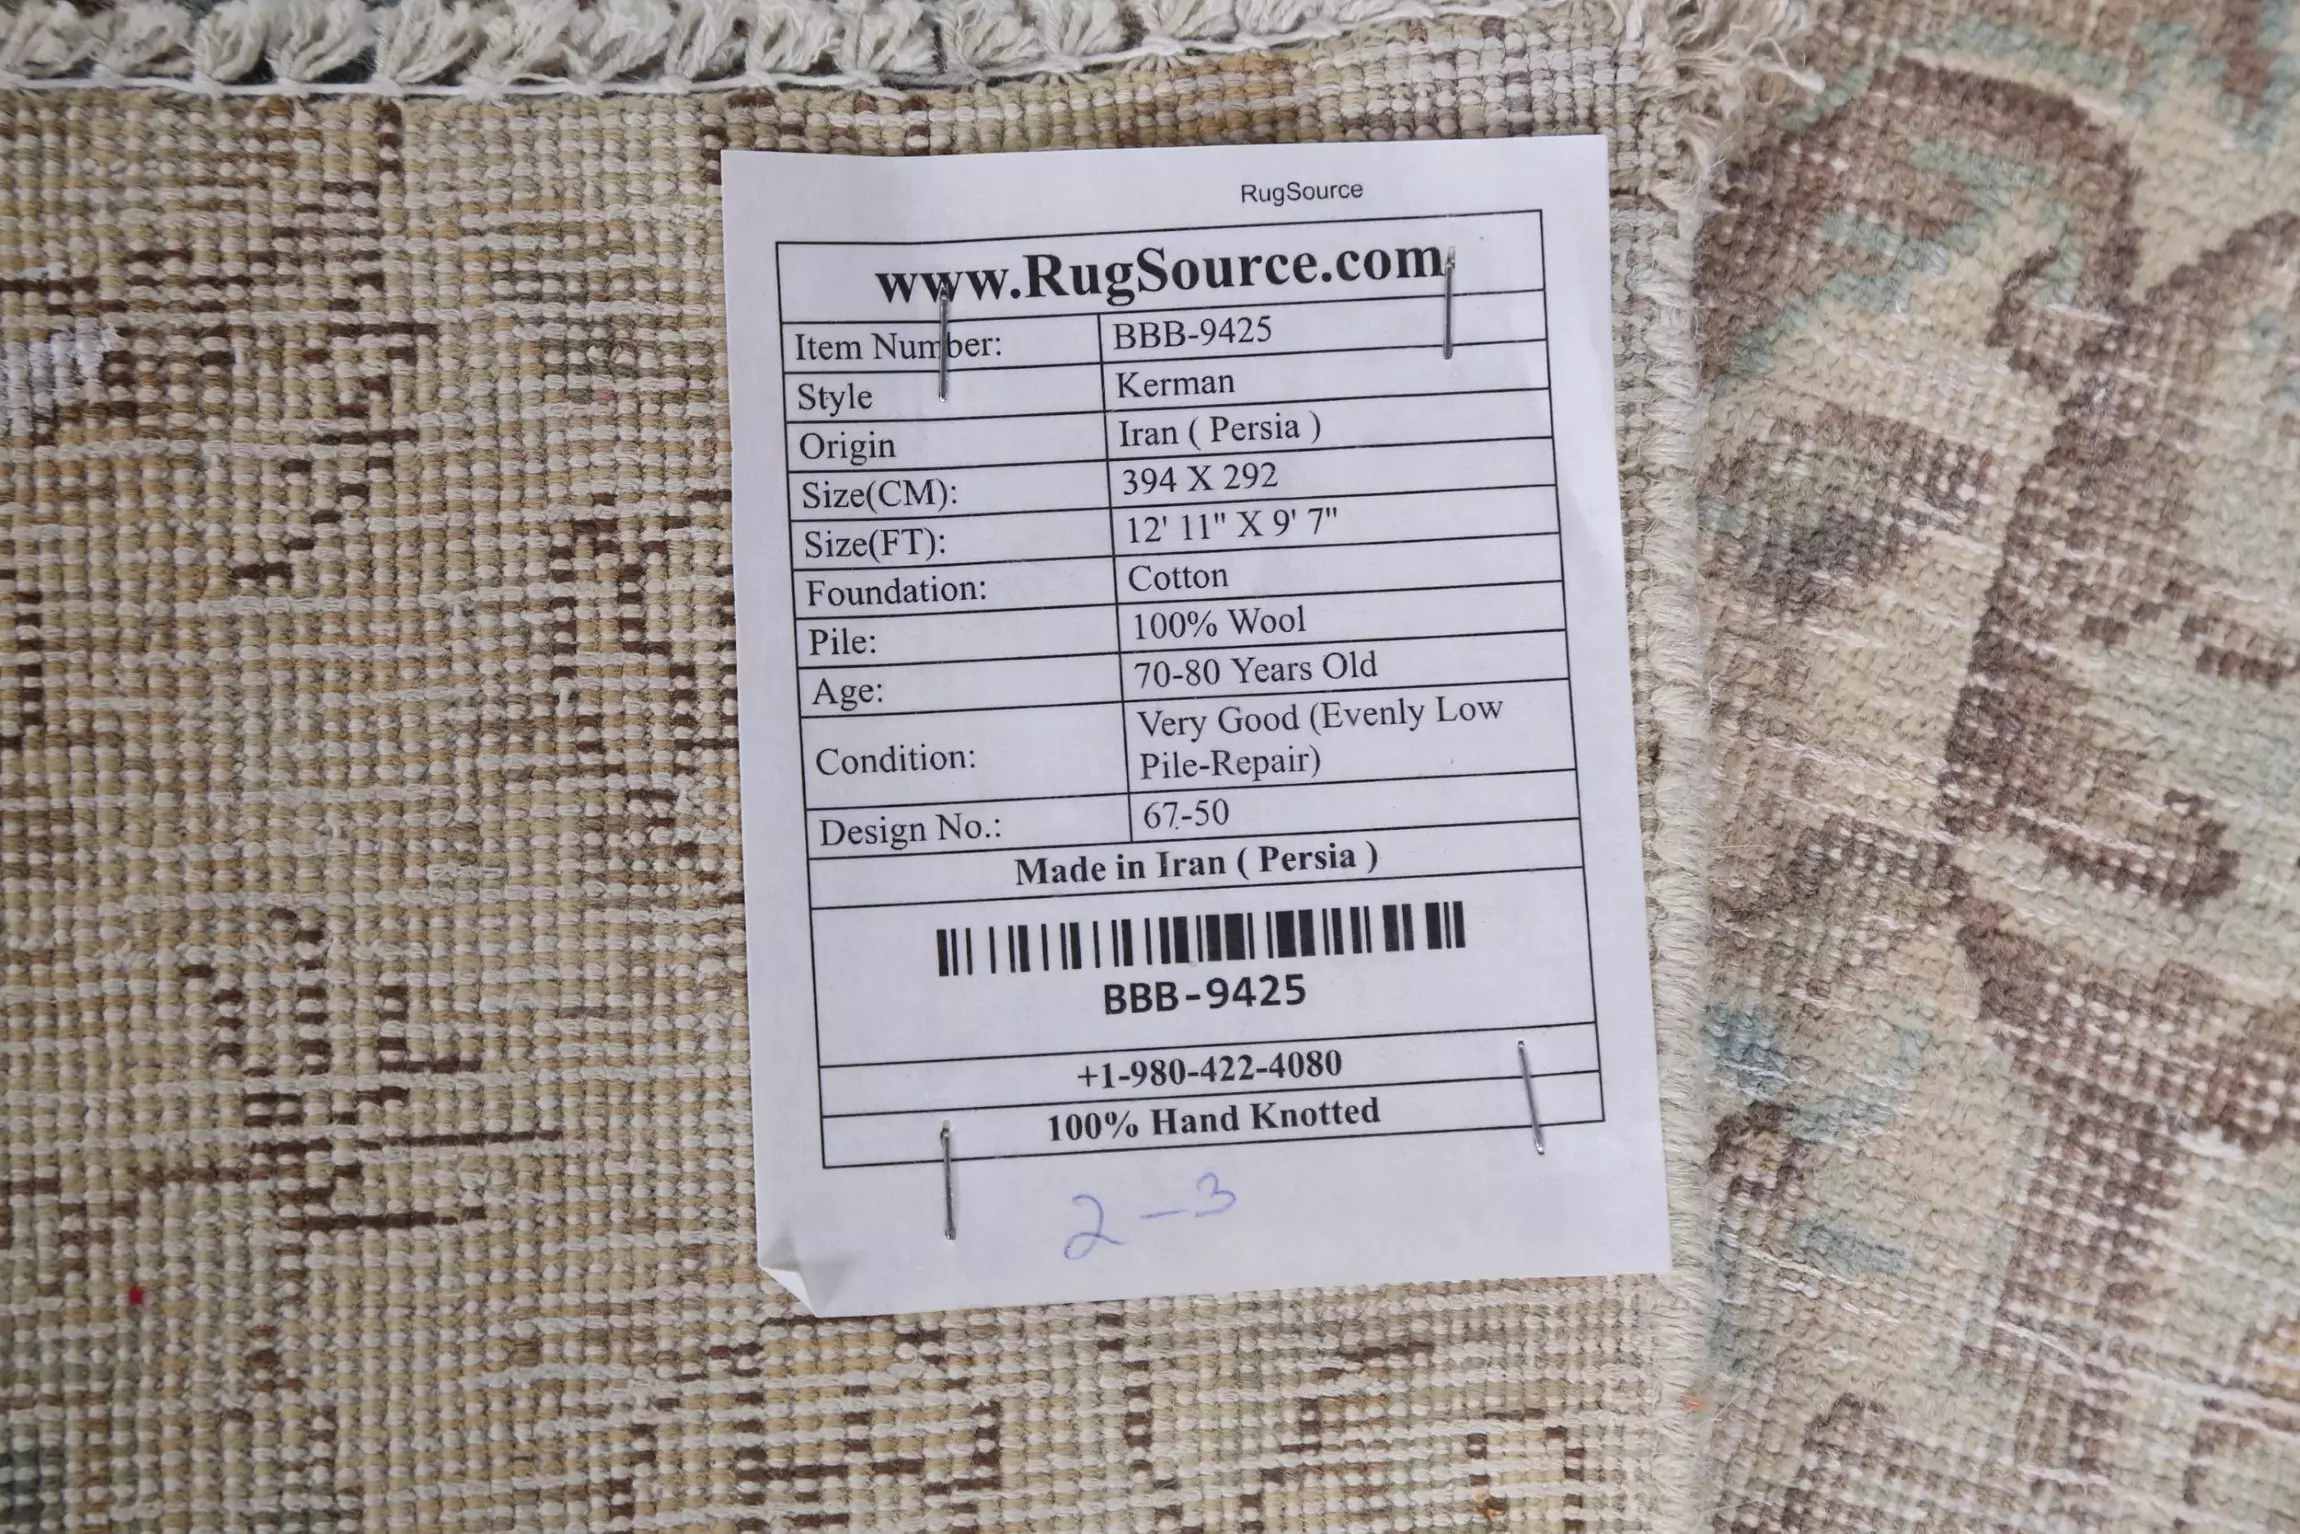 RugSource
www.RugSource.com
Item Number: BBB-9425
Style Kerman
Origin Iran ( Persia )
Size(CM): 394 X 292
Size(FT): 12' 11" X 9' 7"
Foundation: Cotton
Pile: 100% Wool
Age: 70-80 Years Old
Condition: Very Good (Evenly Low
Pile-Repair)
Design No.: 67-50
Made in Iran ( Persia )
BBB-9425
+1-980-422-4080
100% Hand Knotted
2-3